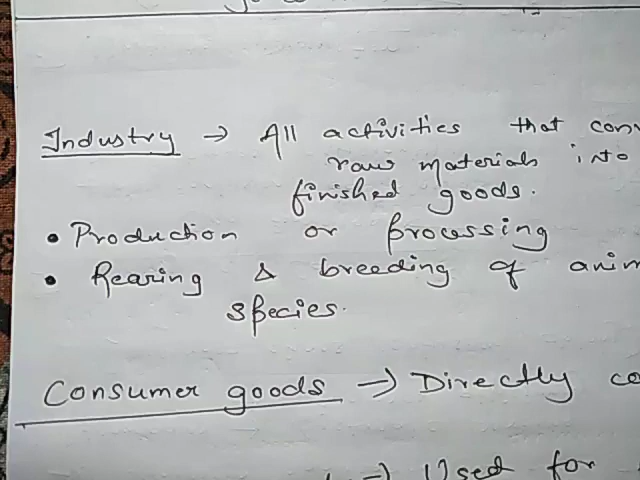 Industry → All activities that conv
raw materials into
finished goods.
• Production or processing
• Rearing & breeding of anim
species.
Consumer goods → Directly co
→ Used for